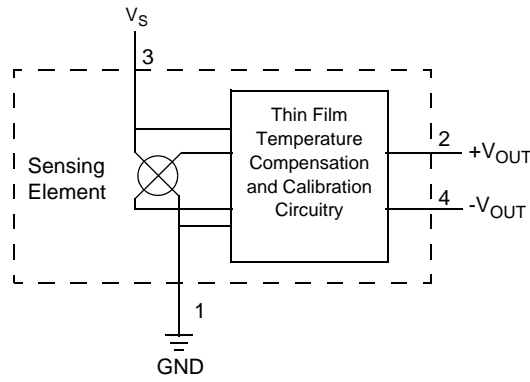 VS
3
Thin Film
Temperature
Compensation
and Calibration
Circuitry
Sensing
Element
2
+VOUT
4
-VOUT
1
GND